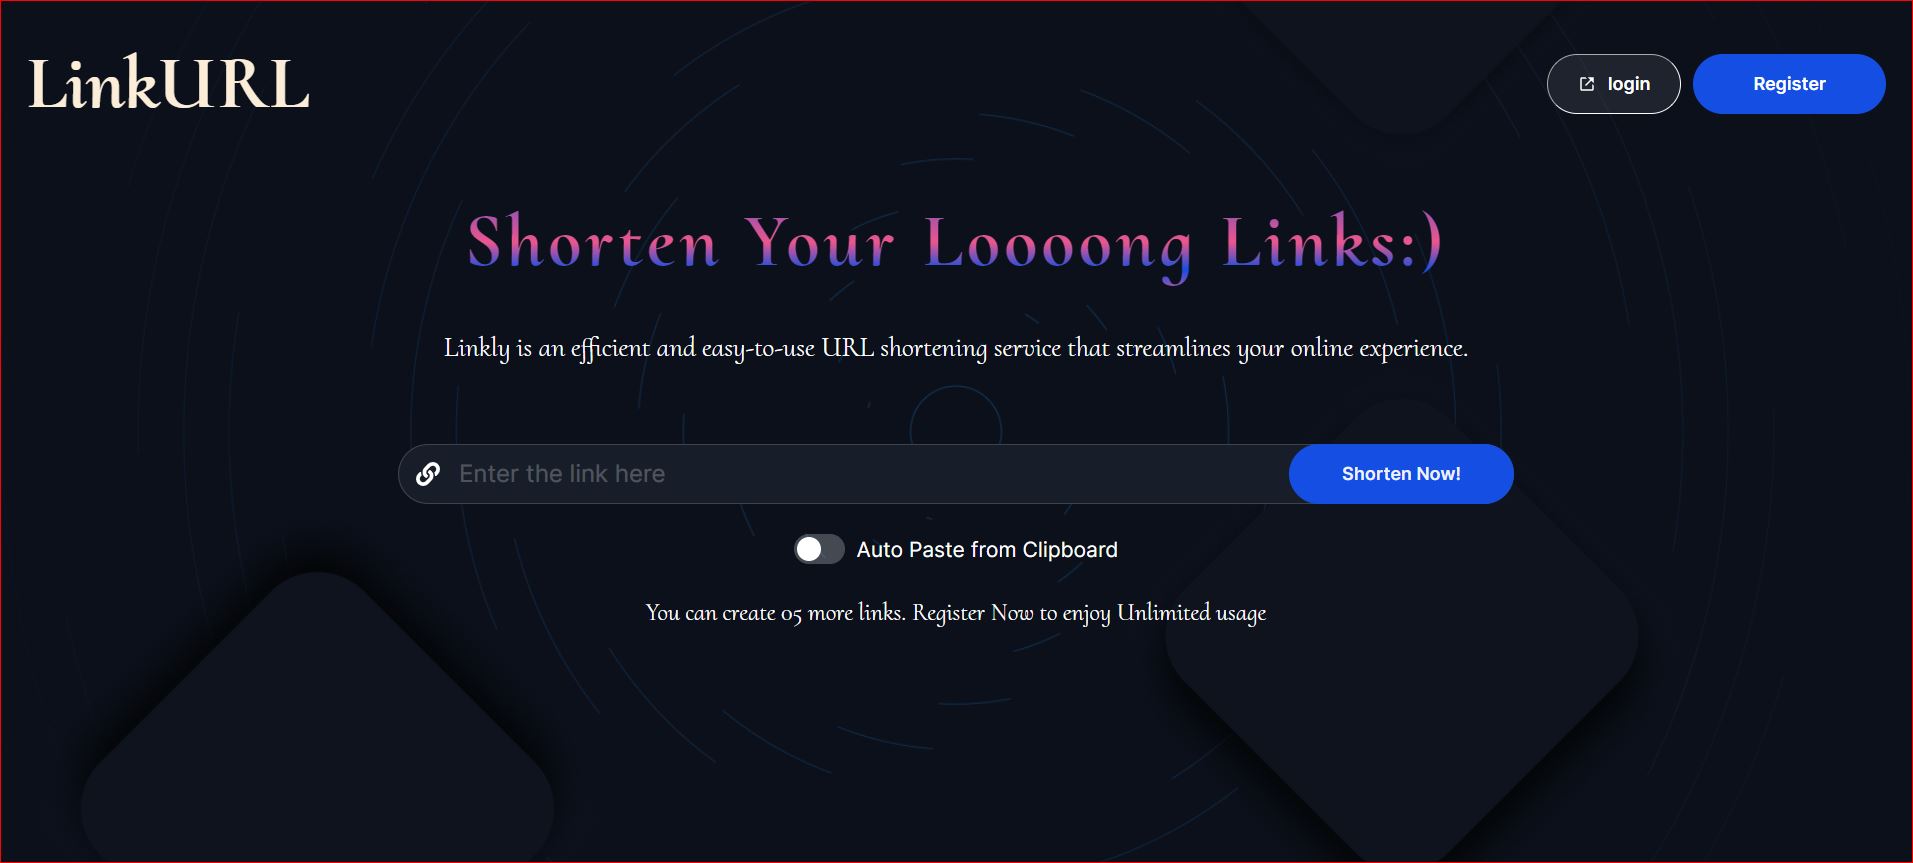 LinkURL
login
Register
Shorten Your Loooong Links:)
Linkly is an efficient and easy-to-use URL shortening service that streamlines your online experience.
Enter the link here
Shorten Now!
Auto Paste from Clipboard
You can create 05 more links. Register Now to enjoy Unlimited usage